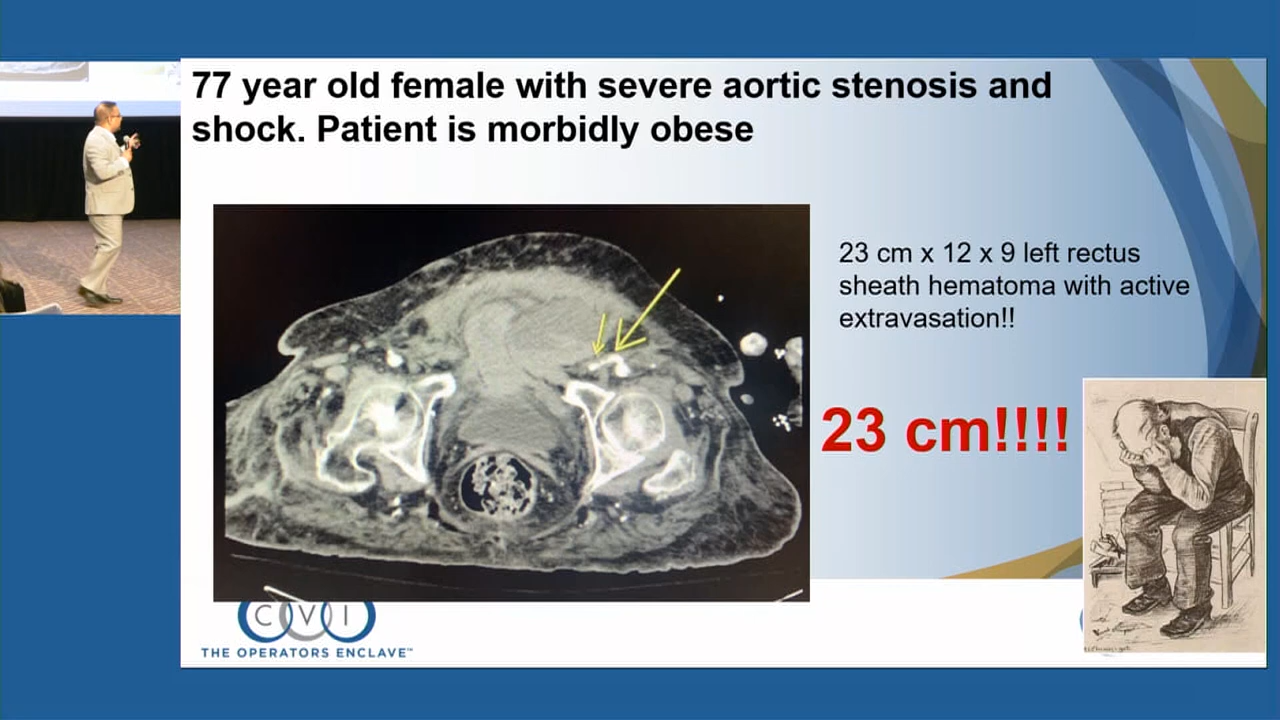 77 year old female with severe aortic stenosis and
shock. Patient is morbidly obese
23 cm x 12 x 9 left rectus
sheath hematoma with active
extravasation!!
23 cm!!!!
CVI
THE OPERATORS ENCLAVE™